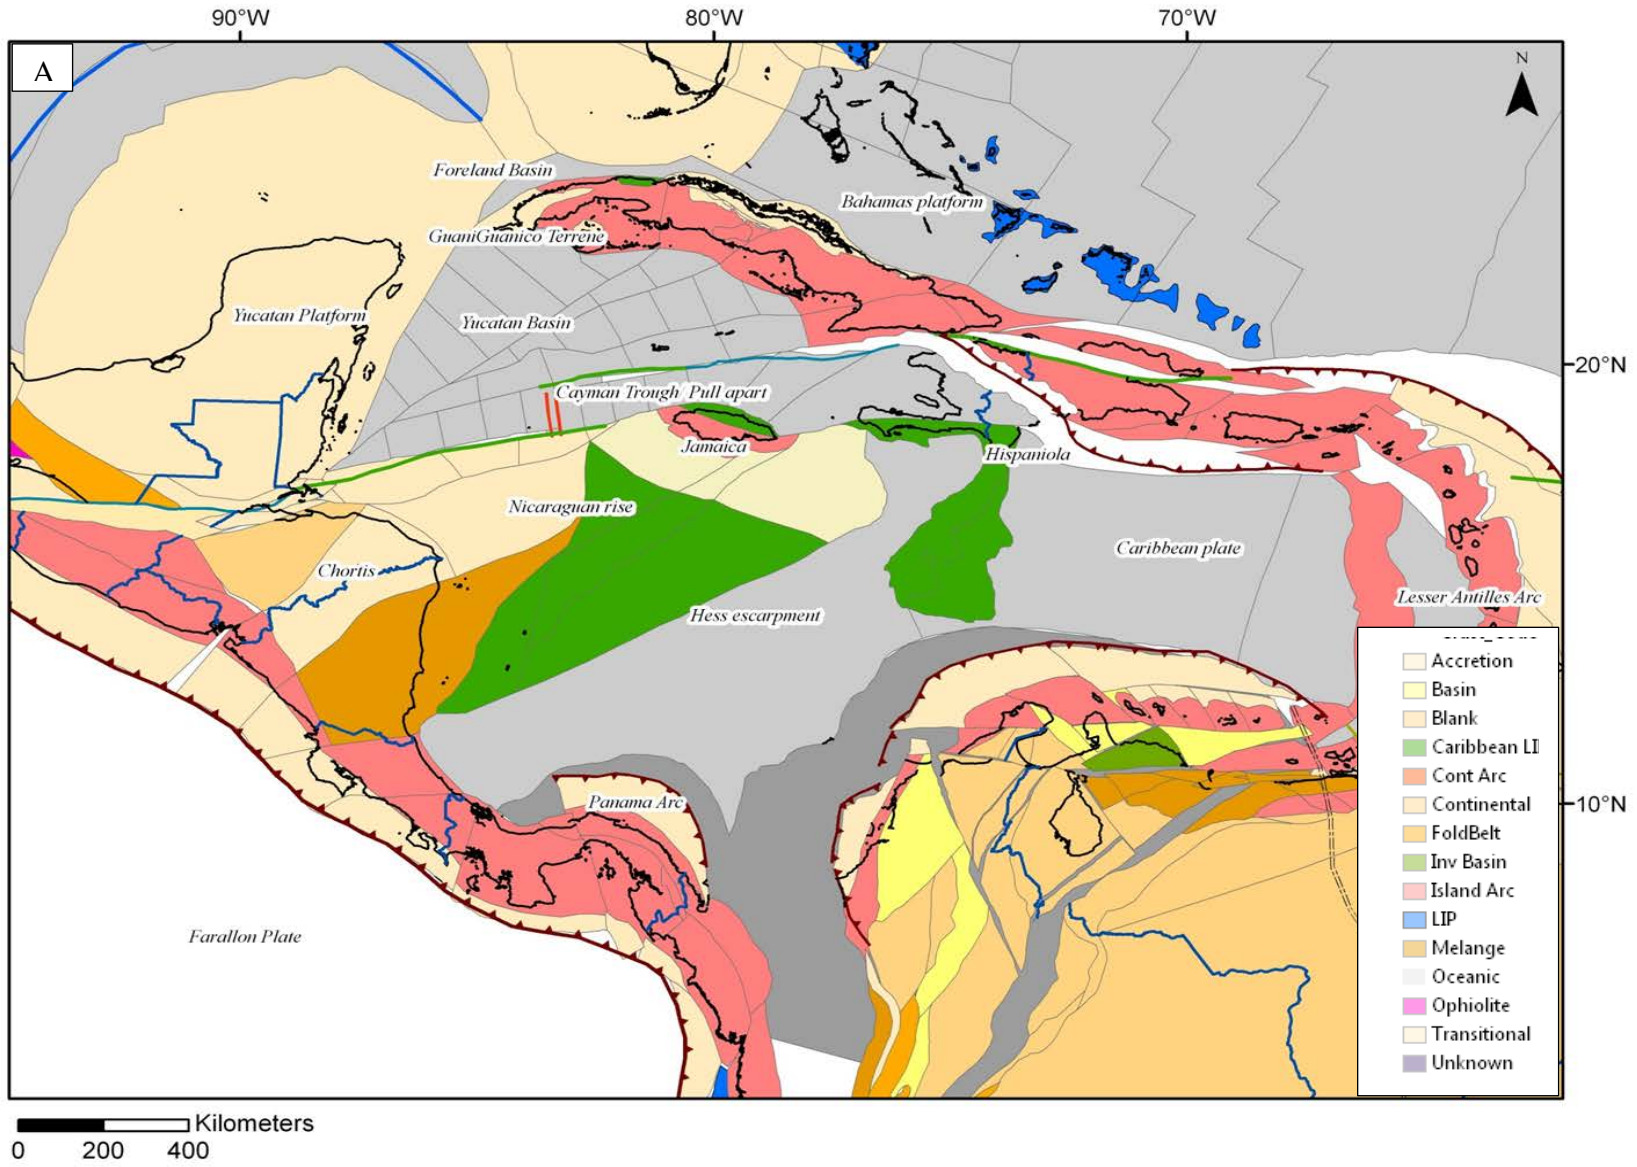 90°W
80°W
70°W
A
N
Foreland Basin
Bahamas platform
GuaniGuanico Terrene
Yucatan Platform
Yucatan Basin
20°N
Cayman Trough/ Pull apart
Jamaica
Hispaniola
Nicaraguan rise
Caribbean plate
Chortis
Lesser Antilles Arc
Hess escarpment
Accretion
Basin
Blank
Caribbean LI
Cont Arc
Continental
FoldBelt
Inv Basin
Island Arc
LIP
Melange
Oceanic
Ophiolite
Transitional
Unknown
Panama Arc
10°N
Farallon Plate
Kilometers
0 200 400